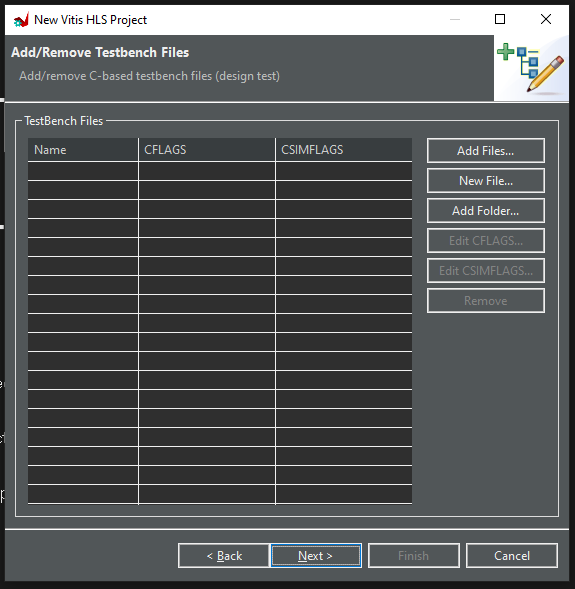 New Vitis HLS Project
Add/Remove Testbench Files
Add/remove C-based testbench files (design test)
TestBench Files
Name CFLAGS CSIMFLAGS
Add Files...
New File...
Add Folder...
Edit CFLAGS...
Edit CSIMFLAGS...
Remove
< Back Next > Finish Cancel